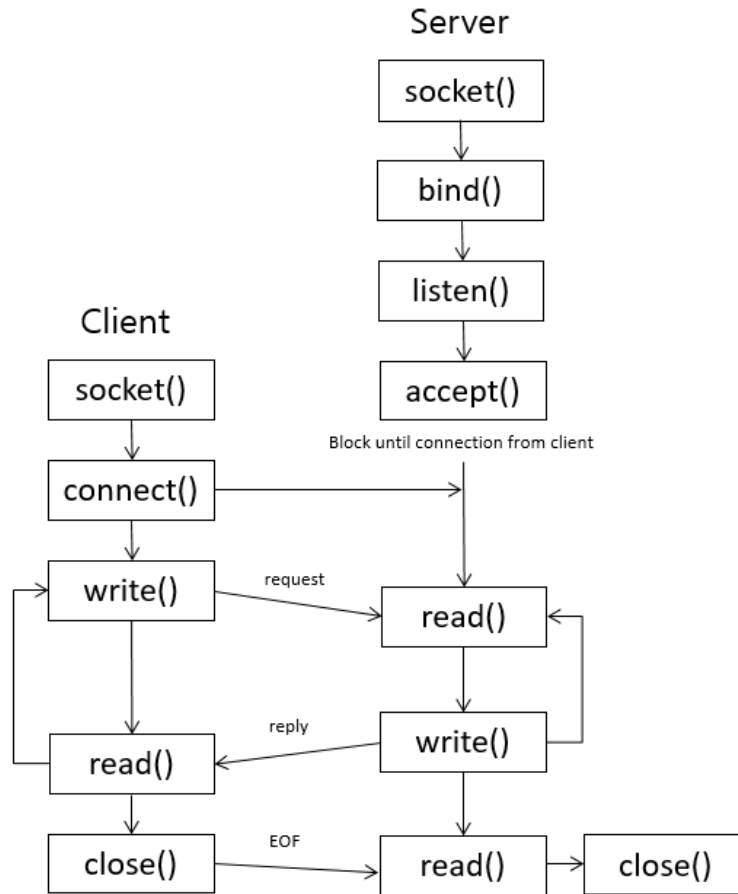 Server
socket()
bind()
listen()
Client
socket()
accept()
Block until connection from client
connect()
write()
request
read()
reply
write()
read()
close()
EOF
read()
close()